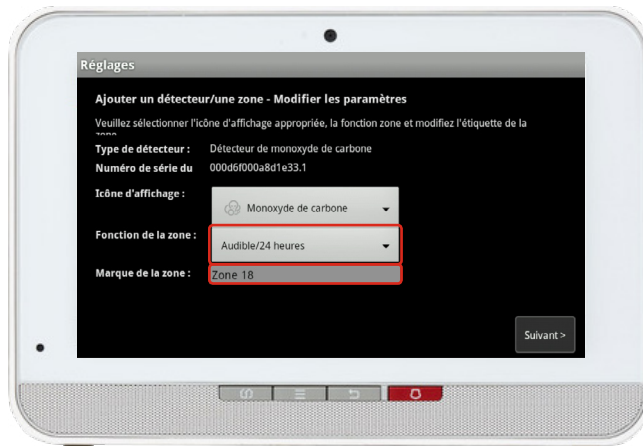 Réglages
Ajouter un détecteur/une zone - Modifier les paramètres
Veuillez sélectionner l'icône d'affichage appropriée, la fonction zone et modifiez l'étiquette de la
zone
Type de détecteur : Détecteur de monoxyde de carbone
Numéro de série du 000d6f000a8d1e33.1
Icône d'affichage : Monoxyde de carbone
Fonction de la zone : Audible/24 heures
Marque de la zone : Zone 18
Suivant >